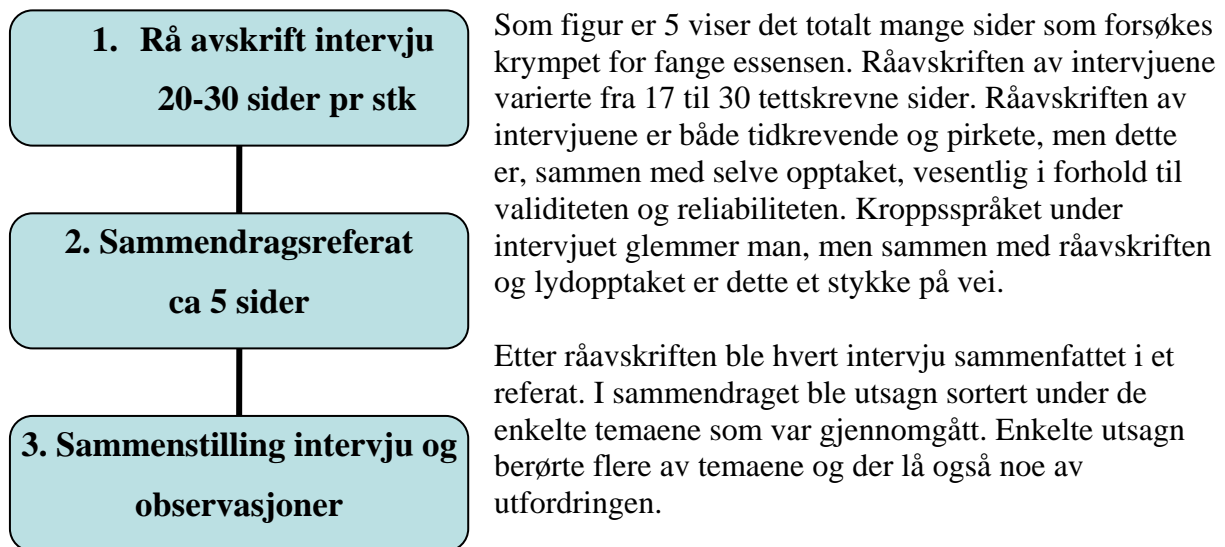 1. Rå avskrift intervju
20-30 sider pr stk
2. Sammendragsreferat
ca 5 sider
3. Sammenstilling intervju og
observasjoner
Som figur er 5 viser det totalt mange sider som forsøkes
krympet for fange essensen. Råavskriften av intervjuene
varierte fra 17 til 30 tettskrevne sider. Råavskriften av
intervjuene er både tidkrevende og pirkete, men dette
er, sammen med selve opptaket, vesentlig i forhold til
validiteten og reliabiliteten. Kroppsspråket under
intervjuet glemmer man, men sammen med råavskriften
og lydopptaket er dette et stykke på vei.
Etter råavskriften ble hvert intervju sammenfattet i et
referat. I sammendraget ble utsagn sortert under de
enkelte temaene som var gjennomgått. Enkelte utsagn
berørte flere av temaene og der lå også noe av
utfordringen.